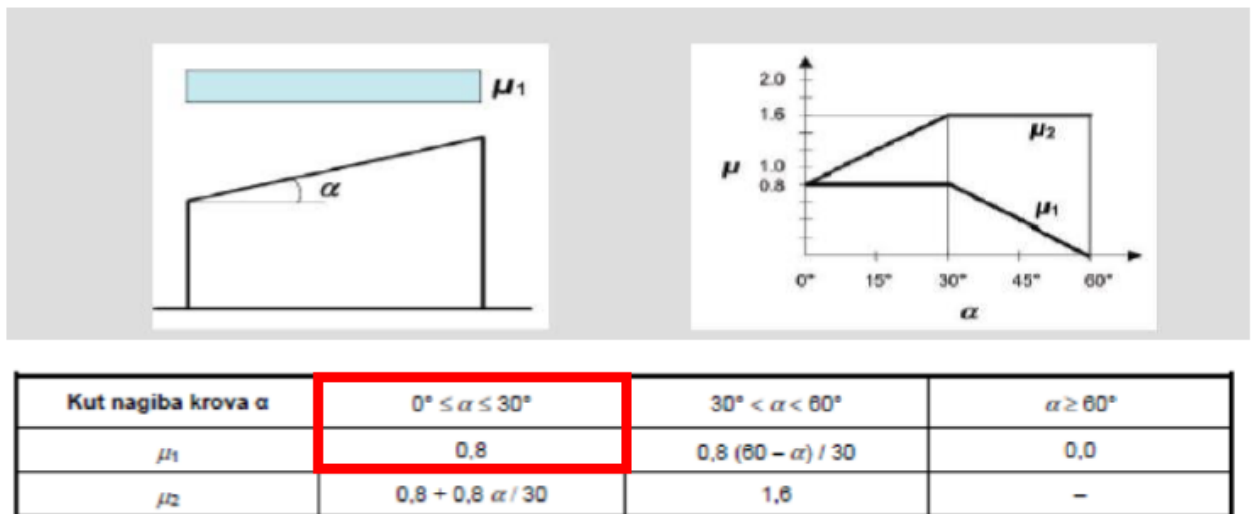 μ1
α
2.0
1.6
1.0
0.8
μ
μ2
μ1
0° 15° 30° 45° 60°
α
Kut nagiba krova α 0° ≤ α ≤ 30° 30° < α < 60° α ≥ 60°
μ1 0,8 0,8 (60 – α) / 30 0,0
μ2 0,8 + 0,8 α / 30 1,6 –